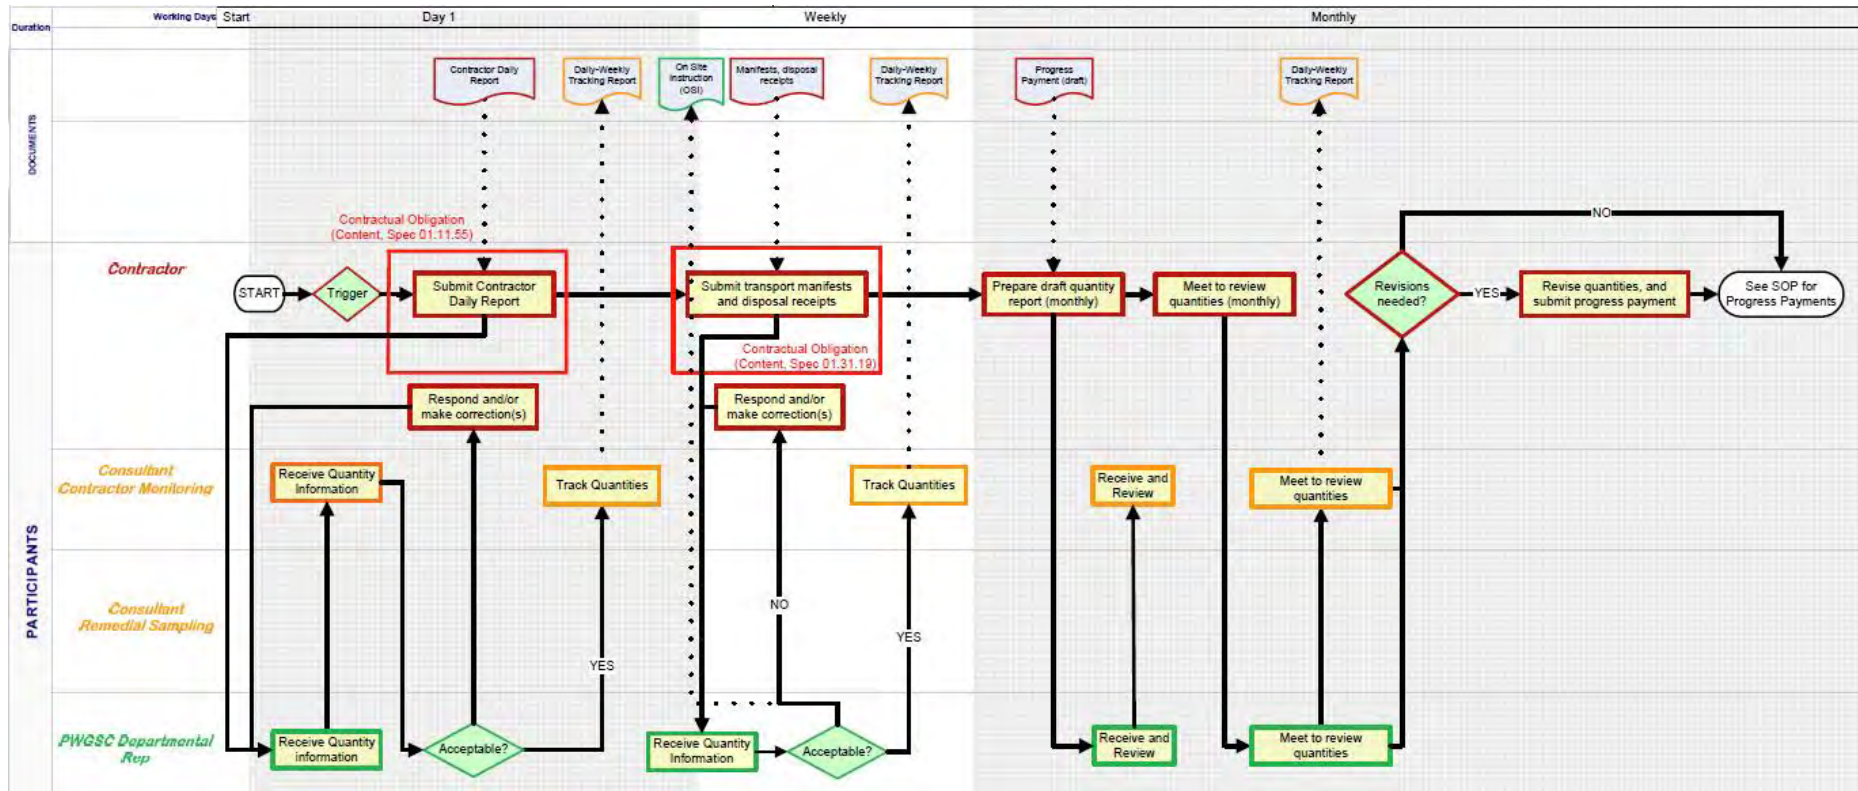 Working Days
Start
Day 1
Weekly
Monthly
Duration
DOCUMENTS
Contractor Daily
Report
Daily-Weekly
Tracking Report
On Site
Instruction
(OSI)
Manifests, disposal
receipts
Daily-Weekly
Tracking Report
Progress
Payment (draft)
Daily-Weekly
Tracking Report
PARTICIPANTS
Contractor
Contractual Obligation
(Content, Spec 01.11.55)
START
Trigger
Submit Contractor
Daily Report
Submit transport manifests
and disposal receipts
Contractual Obligation
(Content, Spec 01.31.19)
Prepare draft quantity
report (monthly)
Meet to review
quantities (monthly)
Revisions
needed?
NO
YES
Revise quantities, and
submit progress payment
See SOP for
Progress Payments
Respond and/or
make correction(s)
Respond and/or
make correction(s)
Consultant
Contractor Monitoring
Receive Quantity
Information
Track Quantities
Track Quantities
Receive and
Review
Meet to review
quantities
Consultant
Remedial Sampling
YES
NO
YES
PWGSC Departmental
Rep
Receive Quantity
information
Acceptable?
Receive Quantity
Information
Acceptable?
Receive and
Review
Meet to review
quantities